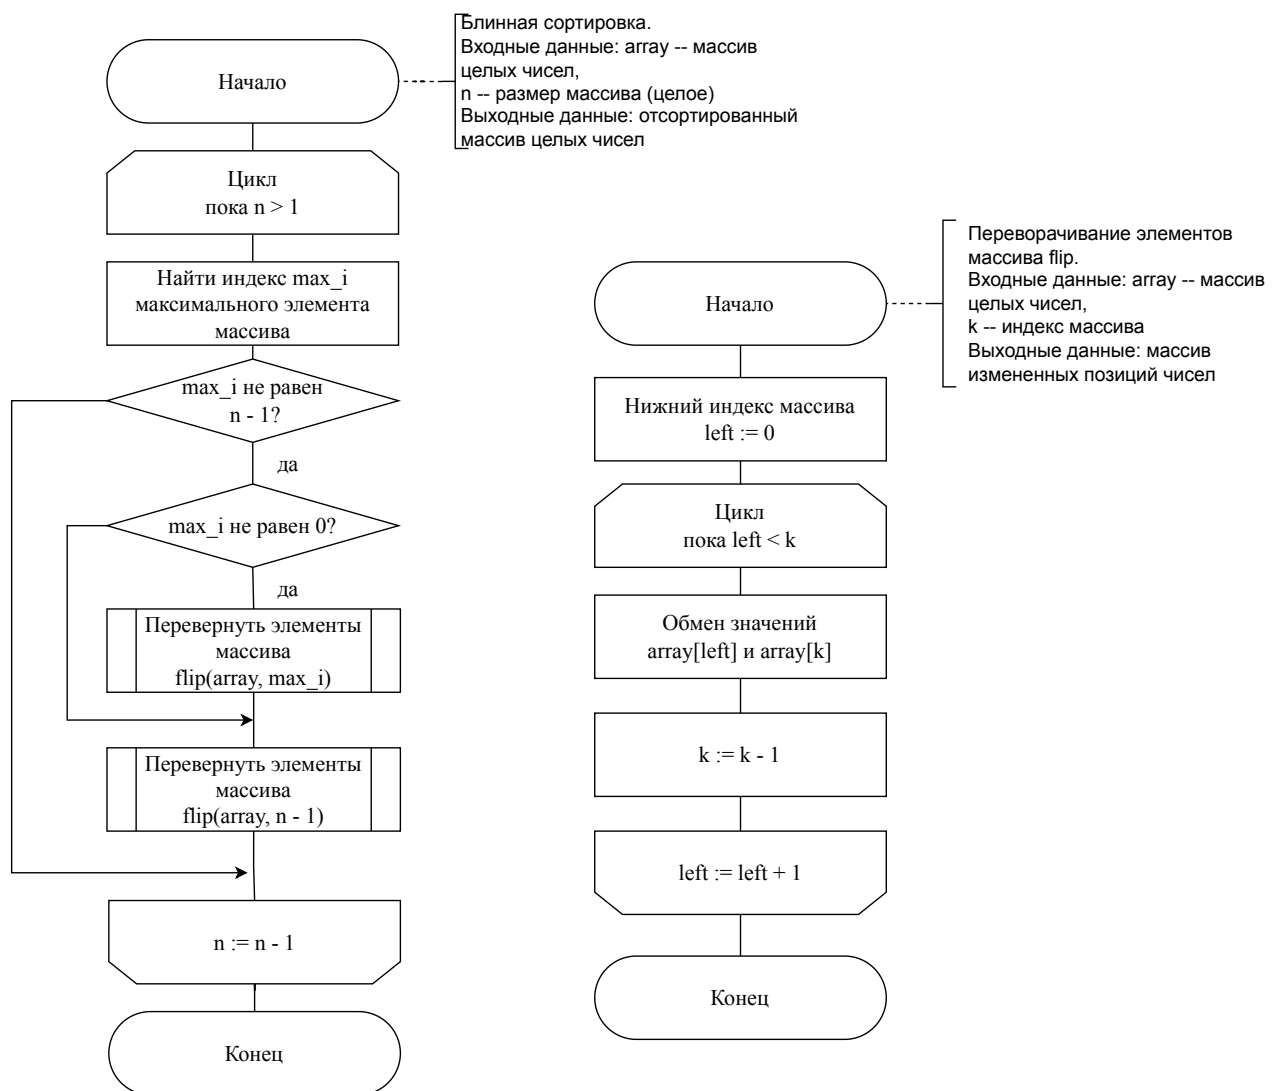 Блинная сортировка.
Входные данные: array -- массив
целых чисел,
n -- размер массива (целое)
Выходные данные: отсортированный
массив целых чисел
Начало
Цикл
пока n > 1
Найти индекс max_i
максимального элемента
массива
max_i не равен
n - 1?
да
max_i не равен 0?
да
Перевернуть элементы
массива
flip(array, max_i)
Перевернуть элементы
массива
flip(array, n - 1)
n := n - 1
Конец
Переворачивание элементов
массива flip.
Входные данные: array -- массив
целых чисел,
k -- индекс массива
Выходные данные: массив
измененных позиций чисел
Начало
Нижний индекс массива
left := 0
Цикл
пока left < k
Обмен значений
array[left] и array[k]
k := k - 1
left := left + 1
Конец